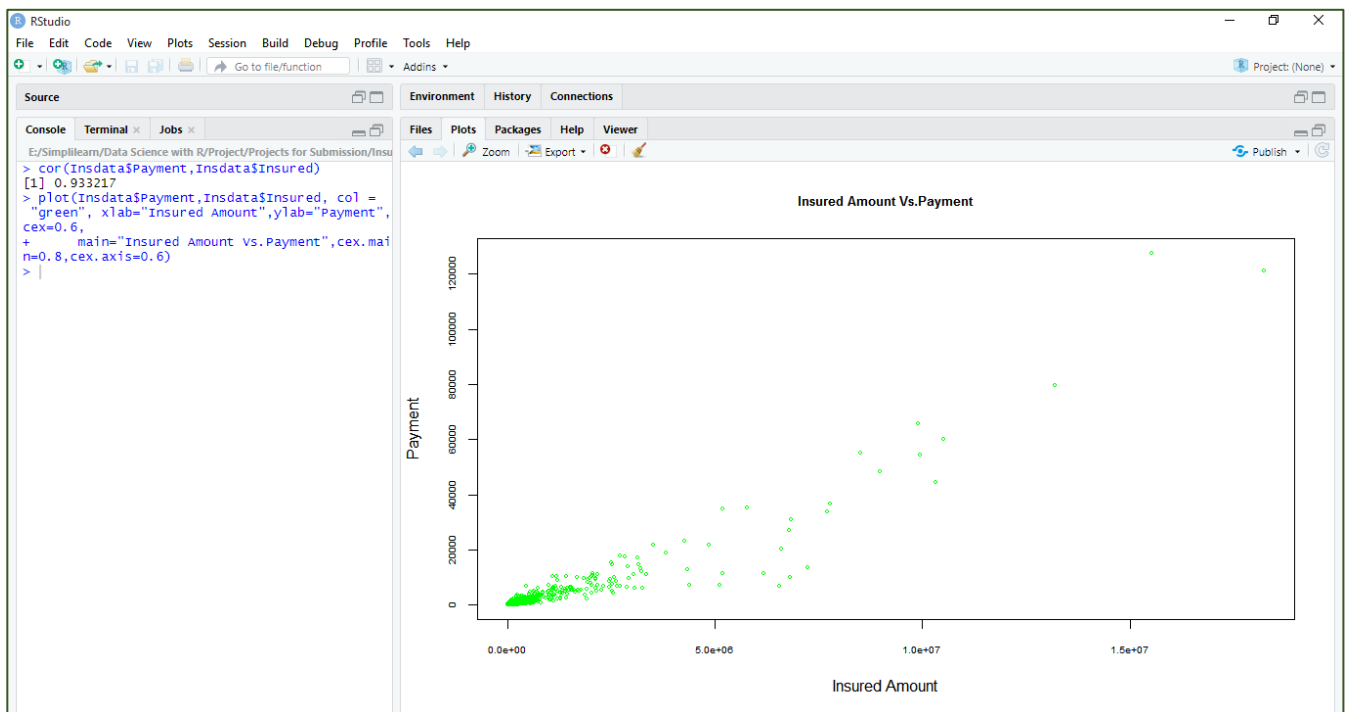 RStudio
File Edit Code View Plots Session Build Debug Profile Tools Help
Go to file/function Addins Project: (None)
Source
Console Terminal Jobs
E:/Simplilearn/Data Science with R/Project/Projects for Submission/Insu
> cor(Insdata$Payment,Insdata$Insured)
[1] 0.933217
> plot(Insdata$Payment,Insdata$Insured, col =
"green", xlab="Insured Amount",ylab="Payment",
cex=0.6,
+ main="Insured Amount Vs.Payment",cex.mai
n=0.8,cex.axis=0.6)
>
Environment History Connections
Files Plots Packages Help Viewer
Zoom Export Publish
Insured Amount Vs.Payment
Payment
120000
100000
80000
60000
40000
20000
0
0.0e+00 5.0e+06 1.0e+07 1.5e+07
Insured Amount